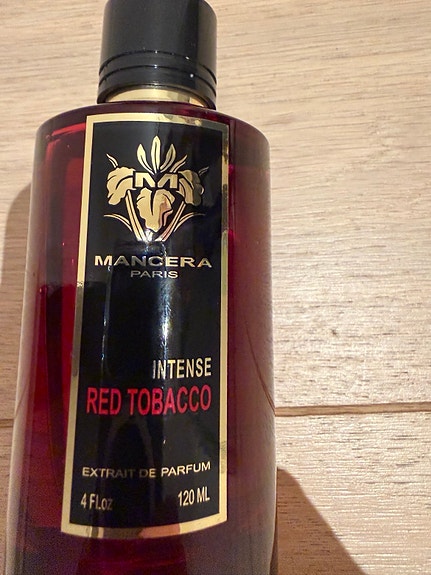 M
MANCERA
PARIS
INTENSE
RED TOBACCO
EXTRAIT DE PARFUM
4 Fl.oz 120 ML